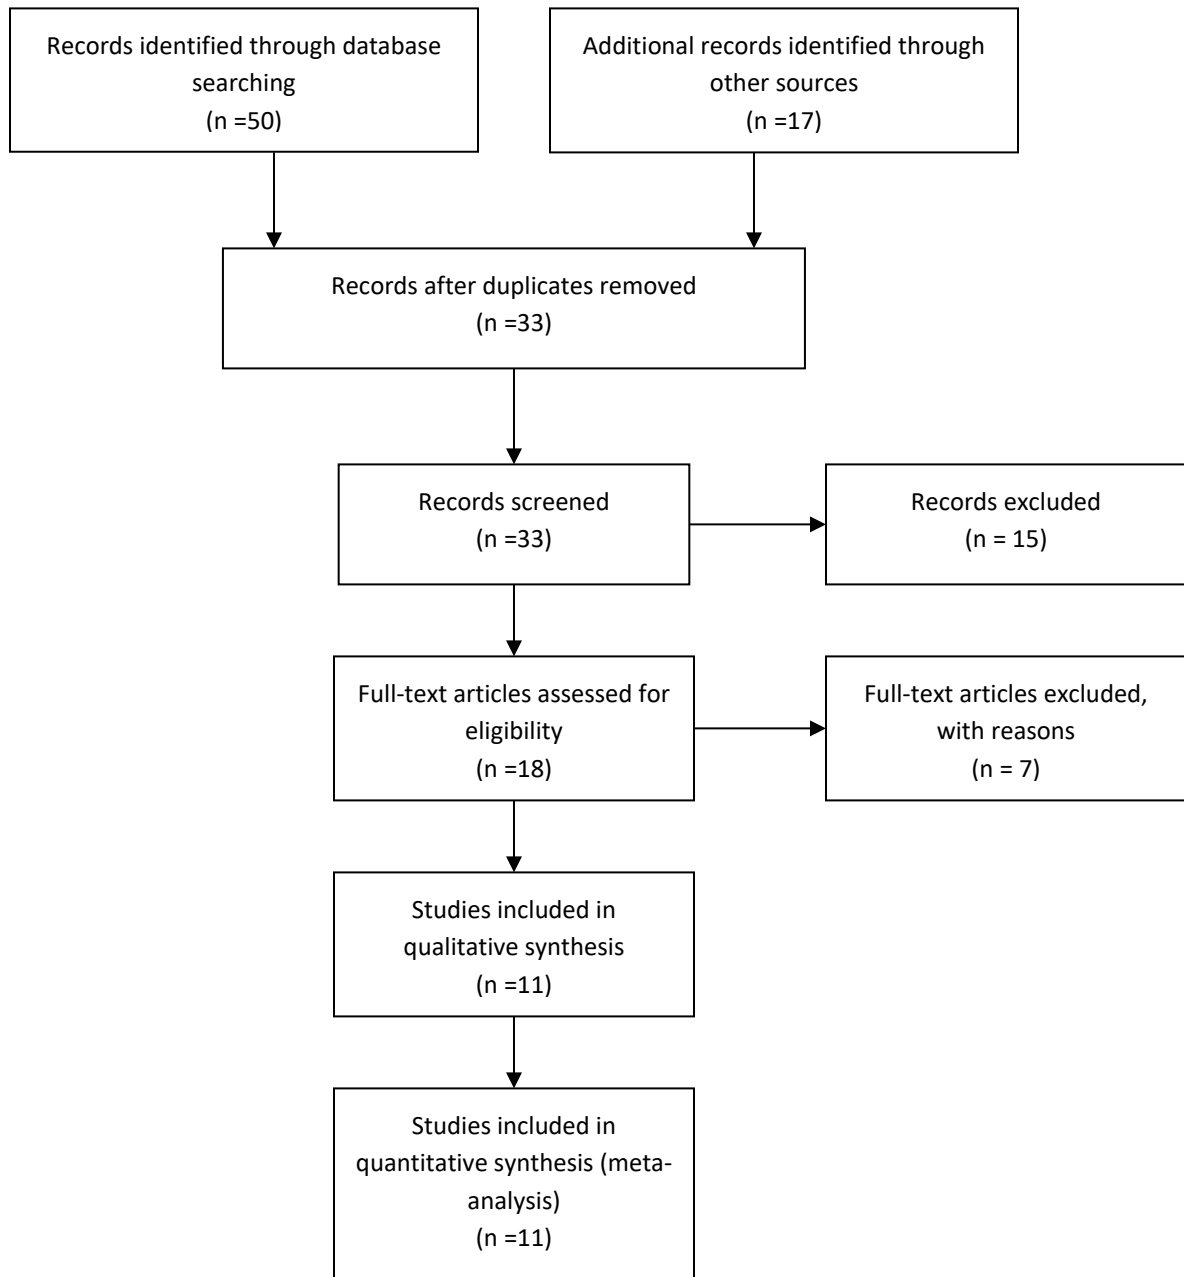 Records identified through database
searching
(n =50)
Additional records identified through
other sources
(n =17)
Records after duplicates removed
(n =33)
Records screened
(n =33)
Records excluded
(n = 15)
Full-text articles assessed for
eligibility
(n =18)
Full-text articles excluded,
with reasons
(n = 7)
Studies included in
qualitative synthesis
(n =11)
Studies included in
quantitative synthesis (meta-
analysis)
(n =11)